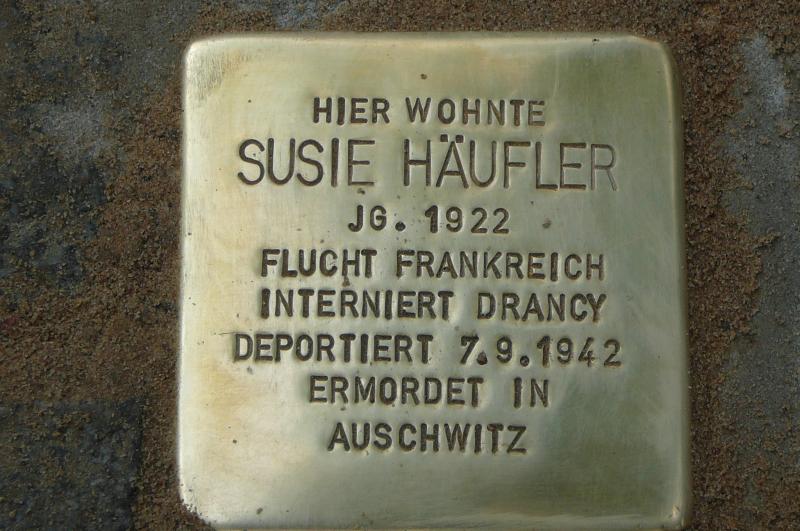 HIER WOHNTE
SUSIE HÄUFLER
JG. 1922
FLUCHT FRANKREICH
INTERNIERT DRANCY
DEPORTIERT 7.9.1942
ERMORDET IN
AUSCHWITZ